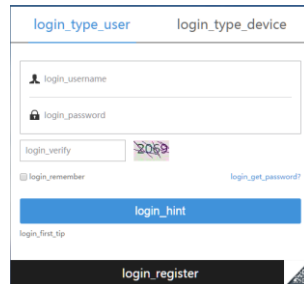 login_type_user login_type_device
login_username
login_password
login_verify 2069
login_remember login_get_password?
login_hint
login_first_tip
login_register